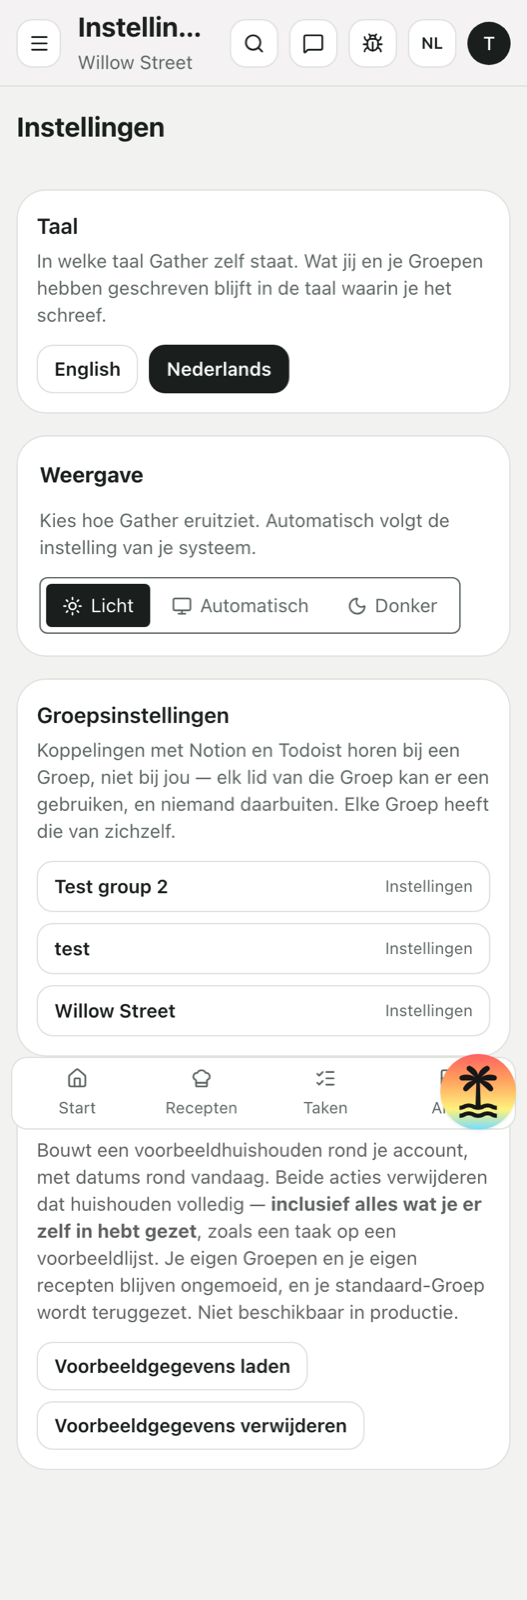 Instellin...
Willow Street
NL
T
Instellingen
Taal
In welke taal Gather zelf staat. Wat jij en je Groepen
hebben geschreven blijft in de taal waarin je het
schreef.
English
Nederlands
Weergave
Kies hoe Gather eruitziet. Automatisch volgt de
instelling van je systeem.
Licht
Automatisch
Donker
Groepsinstellingen
Koppelingen met Notion en Todoist horen bij een
Groep, niet bij jou — elk lid van die Groep kan er een
gebruiken, en niemand daarbuiten. Elke Groep heeft
die van zichzelf.
Test group 2
Instellingen
test
Instellingen
Willow Street
Instellingen
Start
Recepten
Taken
Bouwt een voorbeeldhuishouden rond je account,
met datums rond vandaag. Beide acties verwijderen
dat huishouden volledig — inclusief alles wat je er
zelf in hebt gezet, zoals een taak op een
voorbeeldlijst. Je eigen Groepen en je eigen
recepten blijven ongemoeid, en je standaard-Groep
wordt teruggezet. Niet beschikbaar in productie.
Voorbeeldgegevens laden
Voorbeeldgegevens verwijderen